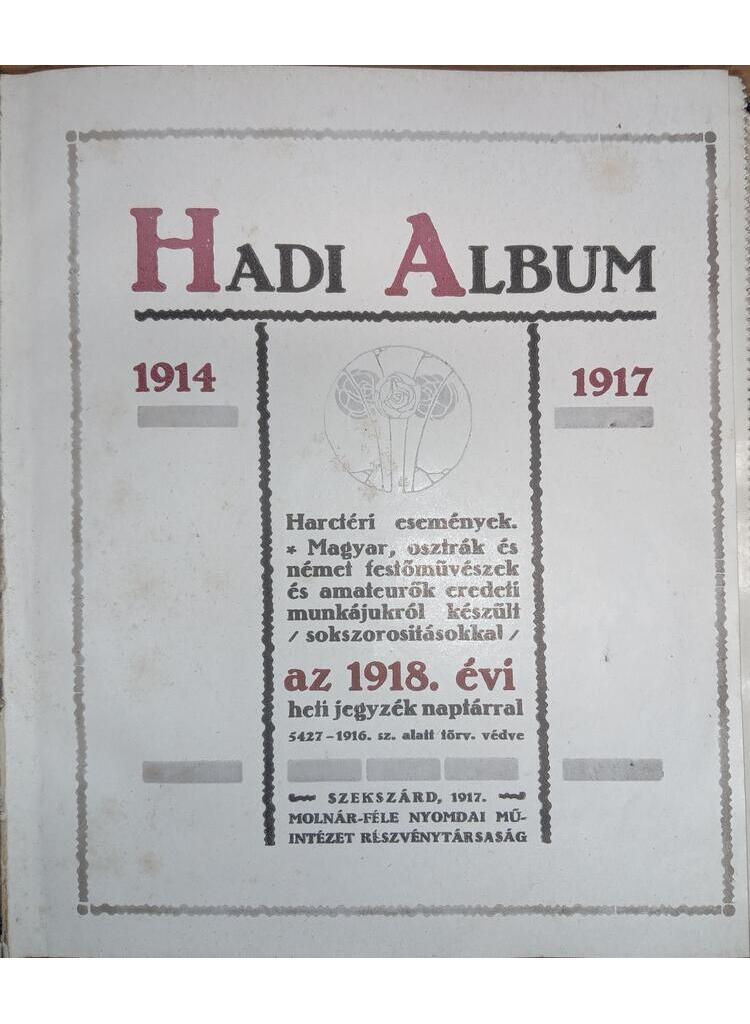 HADI ALBUM
1914
1917
Harctéri események.
* Magyar, osztrák és
német festőművészek
és amateurők eredeti
munkájukról készült
/ sokszorosításokkal /
az 1918. évi
heti jegyzék naptárral
5427–1916. sz. alatt törv. védve
SZEKSZÁRD, 1917.
MOLNÁR-FÉLE NYOMDAI MŰ-
INTÉZET RÉSZVÉNYTÁRSASÁG